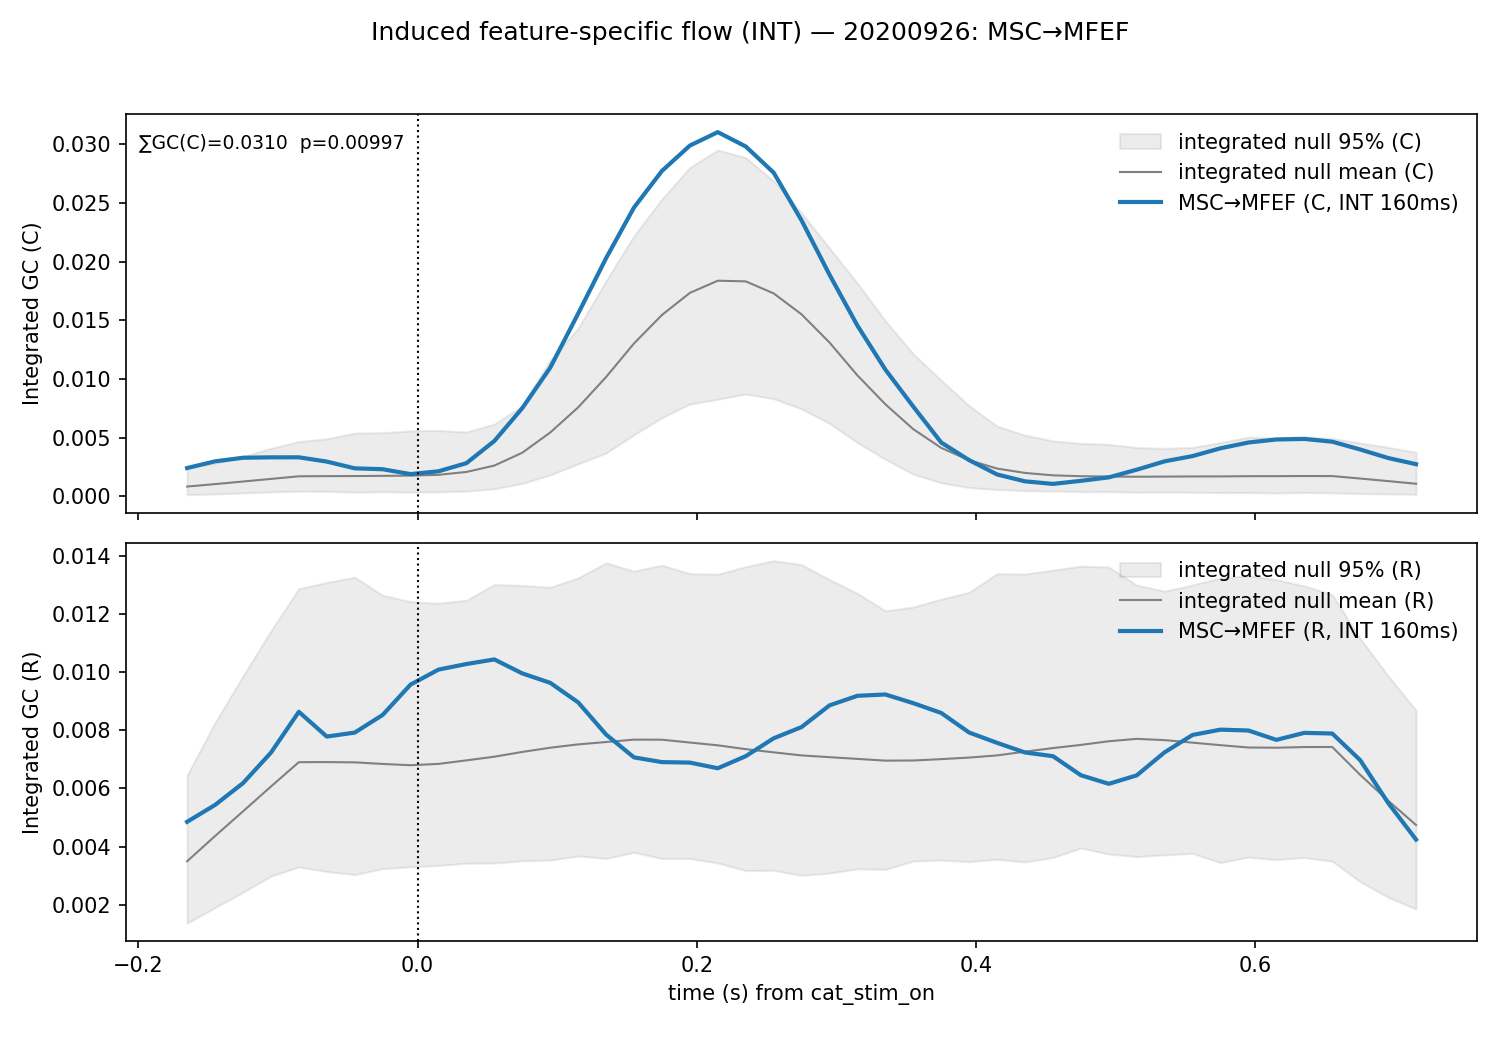 Induced feature-specific flow (INT) — 20200926: MSC→MFEF
∑GC(C)=0.0310 p=0.00997
integrated null 95% (C)
integrated null mean (C)
MSC→MFEF (C, INT 160ms)
Integrated GC (C)
0.030
0.025
0.020
0.015
0.010
0.005
0.000
integrated null 95% (R)
integrated null mean (R)
MSC→MFEF (R, INT 160ms)
Integrated GC (R)
0.014
0.012
0.010
0.008
0.006
0.004
0.002
−0.2 0.0 0.2 0.4 0.6
time (s) from cat_stim_on